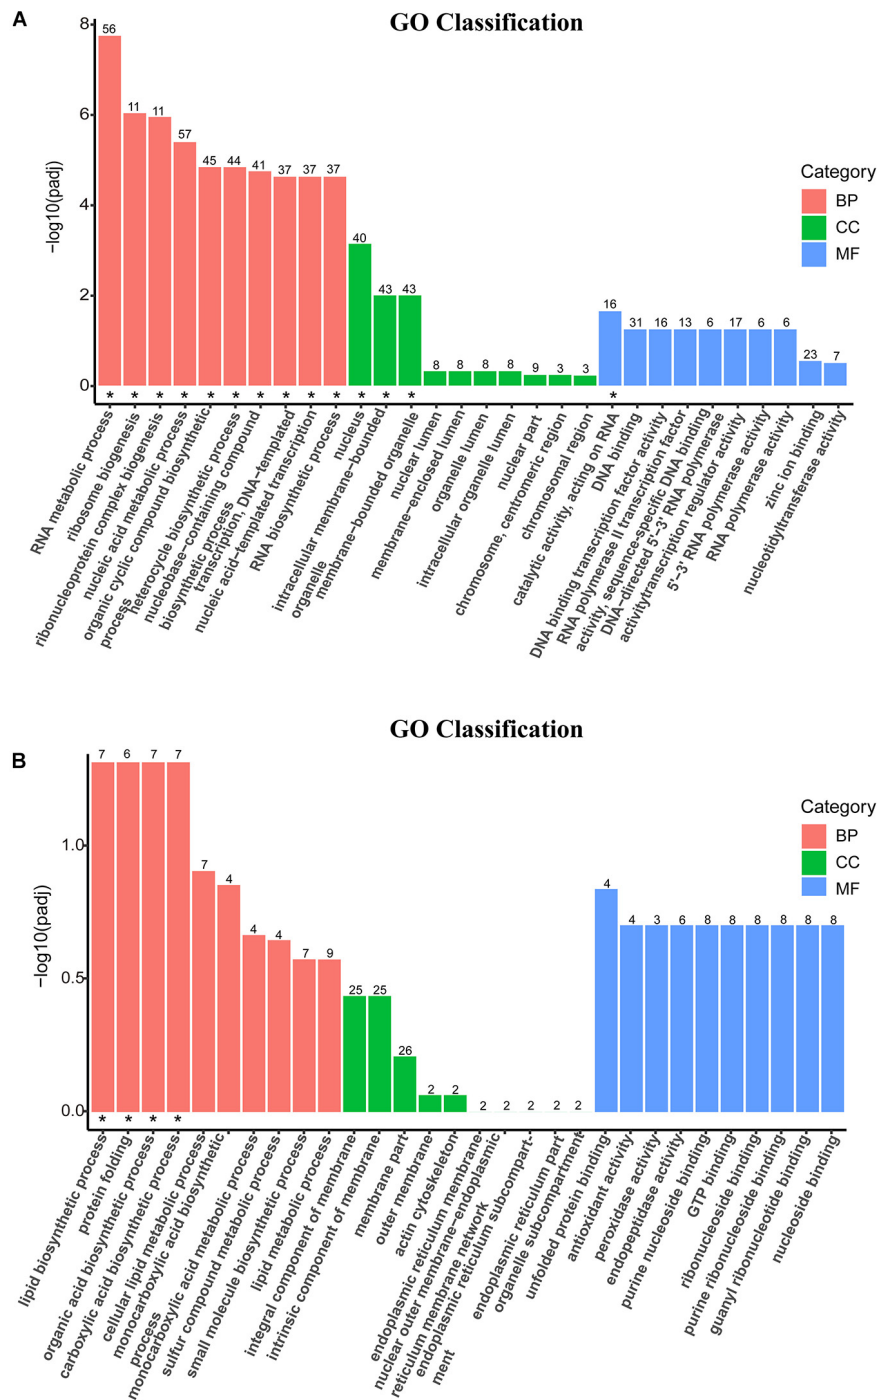 A
GO Classification
8
6
4
2
0
−log10(padj)
56
11
11
57
45
44
41
37
37
37
40
43
43
8
8
8
8
9
3
3
16
31
16
13
6
17
6
6
23
7
Category
BP
CC
MF
* * * * * * * * * * * * * *
RNA metabolic process
ribosome biogenesis
ribonucleoprotein complex biogenesis
nucleic acid metabolic process
organic cyclic compound biosynthetic
process
heterocycle biosynthetic process
nucleobase−containing compound
biosynthetic process
transcription, DNA−templated
nucleic acid−templated transcription
RNA biosynthetic process
nucleus
intracellular membrane−bounded
organelle
membrane−bounded organelle
nuclear lumen
membrane−enclosed lumen
organelle lumen
intracellular organelle lumen
nuclear part
chromosome, centromeric region
chromosomal region
catalytic activity, acting on RNA
DNA binding
DNA binding transcription factor activity
RNA polymerase II transcription factor
activity, sequence−specific DNA binding
DNA−directed 5'−3' RNA polymerase
activitytranscription regulator activity
5'−3' RNA polymerase activity
RNA polymerase activity
zinc ion binding
nucleotidyltransferase activity
B
GO Classification
1.0
0.5
0.0
−log10(padj)
7
6
7
7
7
4
4
4
7
9
25
25
26
2
2
2
2
2
2
2
4
4
3
6
8
8
8
8
8
8
Category
BP
CC
MF
* * * *
lipid biosynthetic process
protein folding
organic acid biosynthetic process
carboxylic acid biosynthetic process
cellular lipid metabolic process
monocarboxylic acid biosynthetic
process
monocarboxylic acid metabolic process
sulfur compound metabolic process
small molecule biosynthetic process
lipid metabolic process
integral component of membrane
intrinsic component of membrane
membrane part
outer membrane
actin cytoskeleton
endoplasmic reticulum membrane
nuclear outer membrane−endoplasmic
reticulum membrane network
endoplasmic reticulum subcompart-
ment
endoplasmic reticulum part
organelle subcompartment
unfolded protein binding
antioxidant activity
peroxidase activity
endopeptidase activity
purine nucleoside binding
GTP binding
ribonucleoside binding
purine ribonucleoside binding
guanyl ribonucleotide binding
nucleoside binding